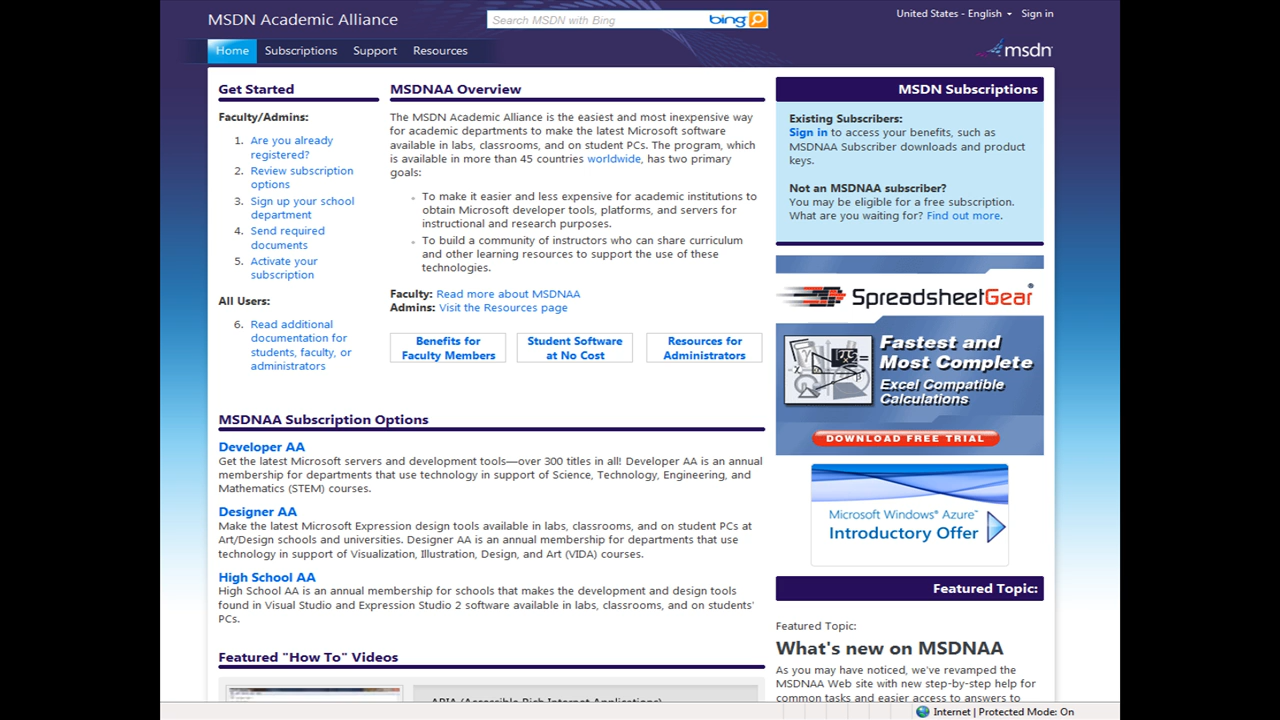 MSDN Academic Alliance
Search MSDN with Bing
bing
United States - English
Sign in
Home
Subscriptions
Support
Resources
msdn
Get Started
Faculty/Admins:
1. Are you already
registered?
2. Review subscription
options
3. Sign up your school
department
4. Send required
documents
5. Activate your
subscription
All Users:
6. Read additional
documentation for
students, faculty, or
administrators
MSDNAA Overview
The MSDN Academic Alliance is the easiest and most inexpensive way
for academic departments to make the latest Microsoft software
available in labs, classrooms, and on student PCs. The program, which
is available in more than 45 countries worldwide, has two primary
goals:
To make it easier and less expensive for academic institutions to
obtain Microsoft developer tools, platforms, and servers for
instructional and research purposes.
To build a community of instructors who can share curriculum
and other learning resources to support the use of these
technologies.
Faculty: Read more about MSDNAA
Admins: Visit the Resources page
Benefits for
Faculty Members
Student Software
at No Cost
Resources for
Administrators
MSDNAA Subscription Options
Developer AA
Get the latest Microsoft servers and development tools—over 300 titles in all! Developer AA is an annual
membership for departments that use technology in support of Science, Technology, Engineering, and
Mathematics (STEM) courses.
Designer AA
Make the latest Microsoft Expression design tools available in labs, classrooms, and on student PCs at
Art/Design schools and universities. Designer AA is an annual membership for departments that use
technology in support of Visualization, Illustration, Design, and Art (VIDA) courses.
High School AA
High School AA is an annual membership for schools that makes the development and design tools
found in Visual Studio and Expression Studio 2 software available in labs, classrooms, and on students'
PCs.
Featured "How To" Videos
ARIA (Accessible Rich Internet Applications)
MSDN Subscriptions
Existing Subscribers:
Sign in to access your benefits, such as
MSDNAA Subscriber downloads and product
keys.
Not an MSDNAA subscriber?
You may be eligible for a free subscription.
What are you waiting for? Find out more.
SpreadsheetGear
Fastest and
Most Complete
Excel Compatible
Calculations
DOWNLOAD FREE TRIAL
Microsoft Windows® Azure™
Introductory Offer
Featured Topic:
Featured Topic:
What's new on MSDNAA
As you may have noticed, we've revamped the
MSDNAA Web site with new step-by-step help for
common tasks and easier access to answers to
Internet | Protected Mode: On